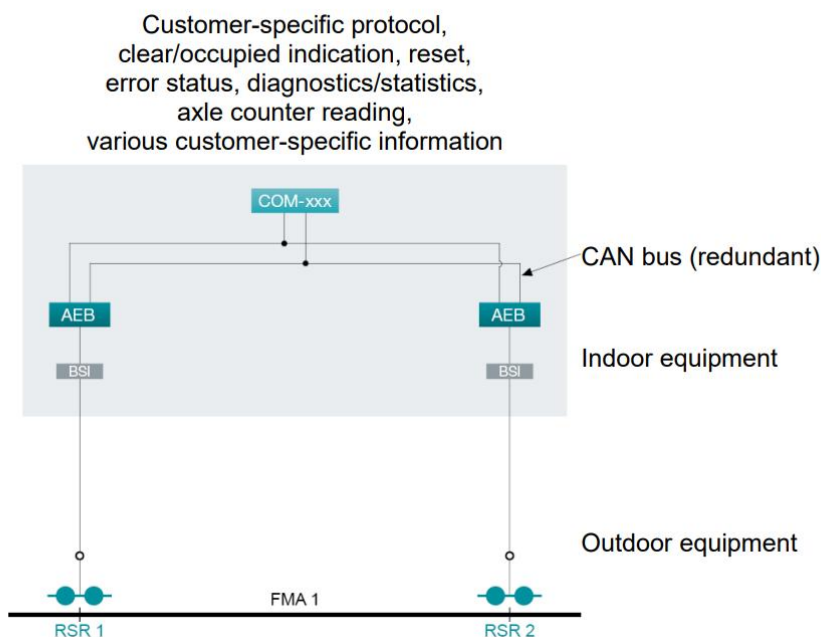 Customer-specific protocol,
clear/occupied indication, reset,
error status, diagnostics/statistics,
axle counter reading,
various customer-specific information
COM-xxx
CAN bus (redundant)
AEB
AEB
Indoor equipment
BSI
BSI
Outdoor equipment
FMA 1
RSR 1
RSR 2